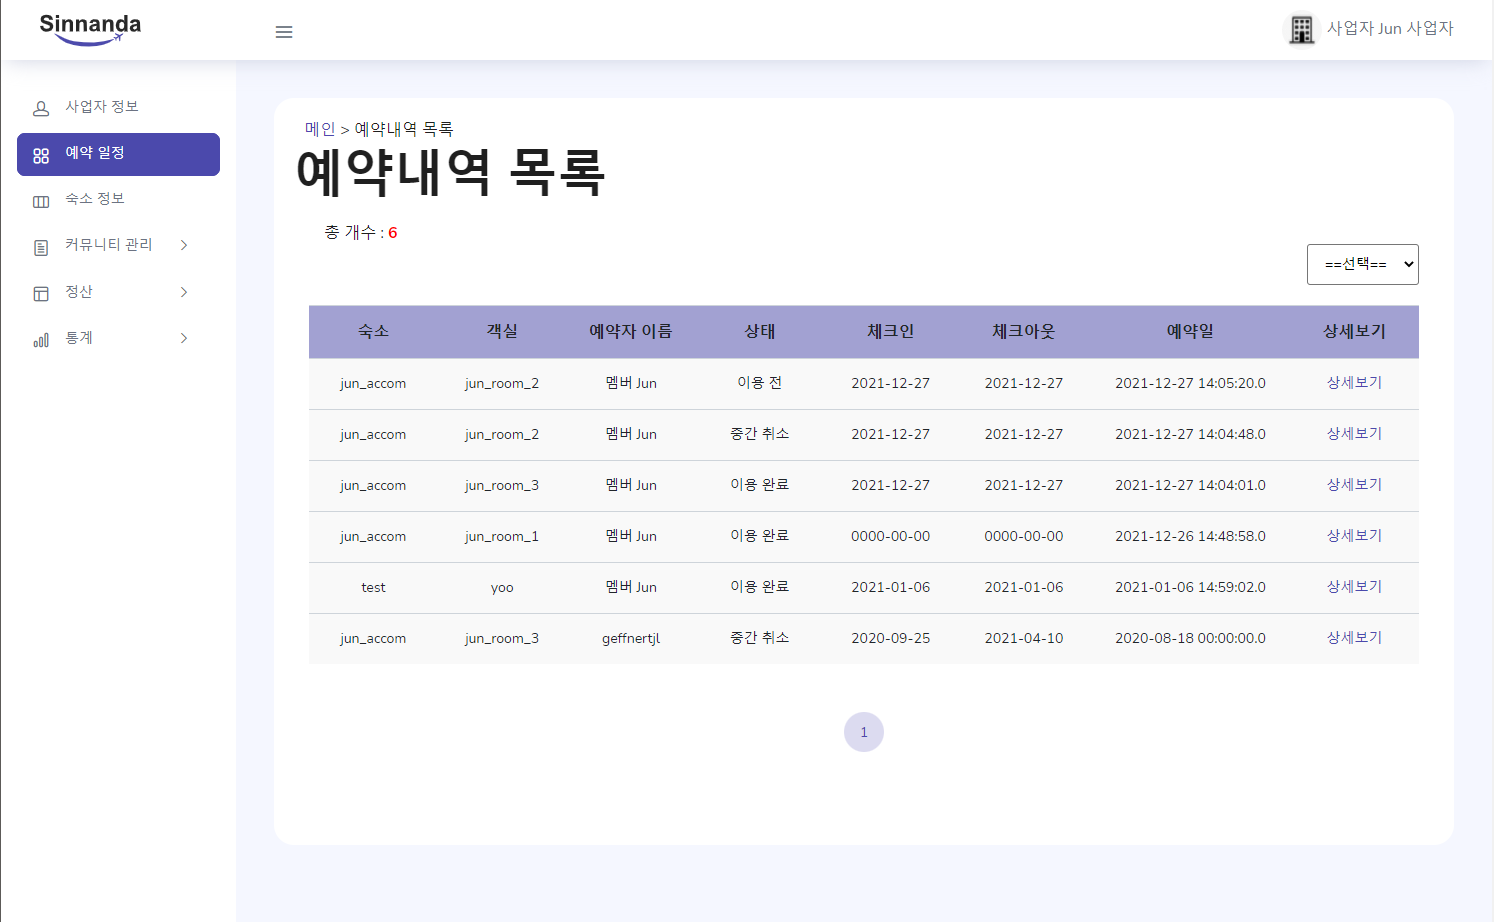 Sinnanda
사업자 Jun 사업자
사업자 정보
예약 일정
숙소 정보
커뮤니티 관리
정산
통계
메인 > 예약내역 목록
예약내역 목록
총 개수 : 6
==선택==
숙소 객실 예약자 이름 상태 체크인 체크아웃 예약일 상세보기
jun_accom jun_room_2 멤버 Jun 이용 전 2021-12-27 2021-12-27 2021-12-27 14:05:20.0 상세보기
jun_accom jun_room_2 멤버 Jun 중간 취소 2021-12-27 2021-12-27 2021-12-27 14:04:48.0 상세보기
jun_accom jun_room_3 멤버 Jun 이용 완료 2021-12-27 2021-12-27 2021-12-27 14:04:01.0 상세보기
jun_accom jun_room_1 멤버 Jun 이용 완료 0000-00-00 0000-00-00 2021-12-26 14:48:58.0 상세보기
test yoo 멤버 Jun 이용 완료 2021-01-06 2021-01-06 2021-01-06 14:59:02.0 상세보기
jun_accom jun_room_3 geffnertjl 중간 취소 2020-09-25 2021-04-10 2020-08-18 00:00:00.0 상세보기
1